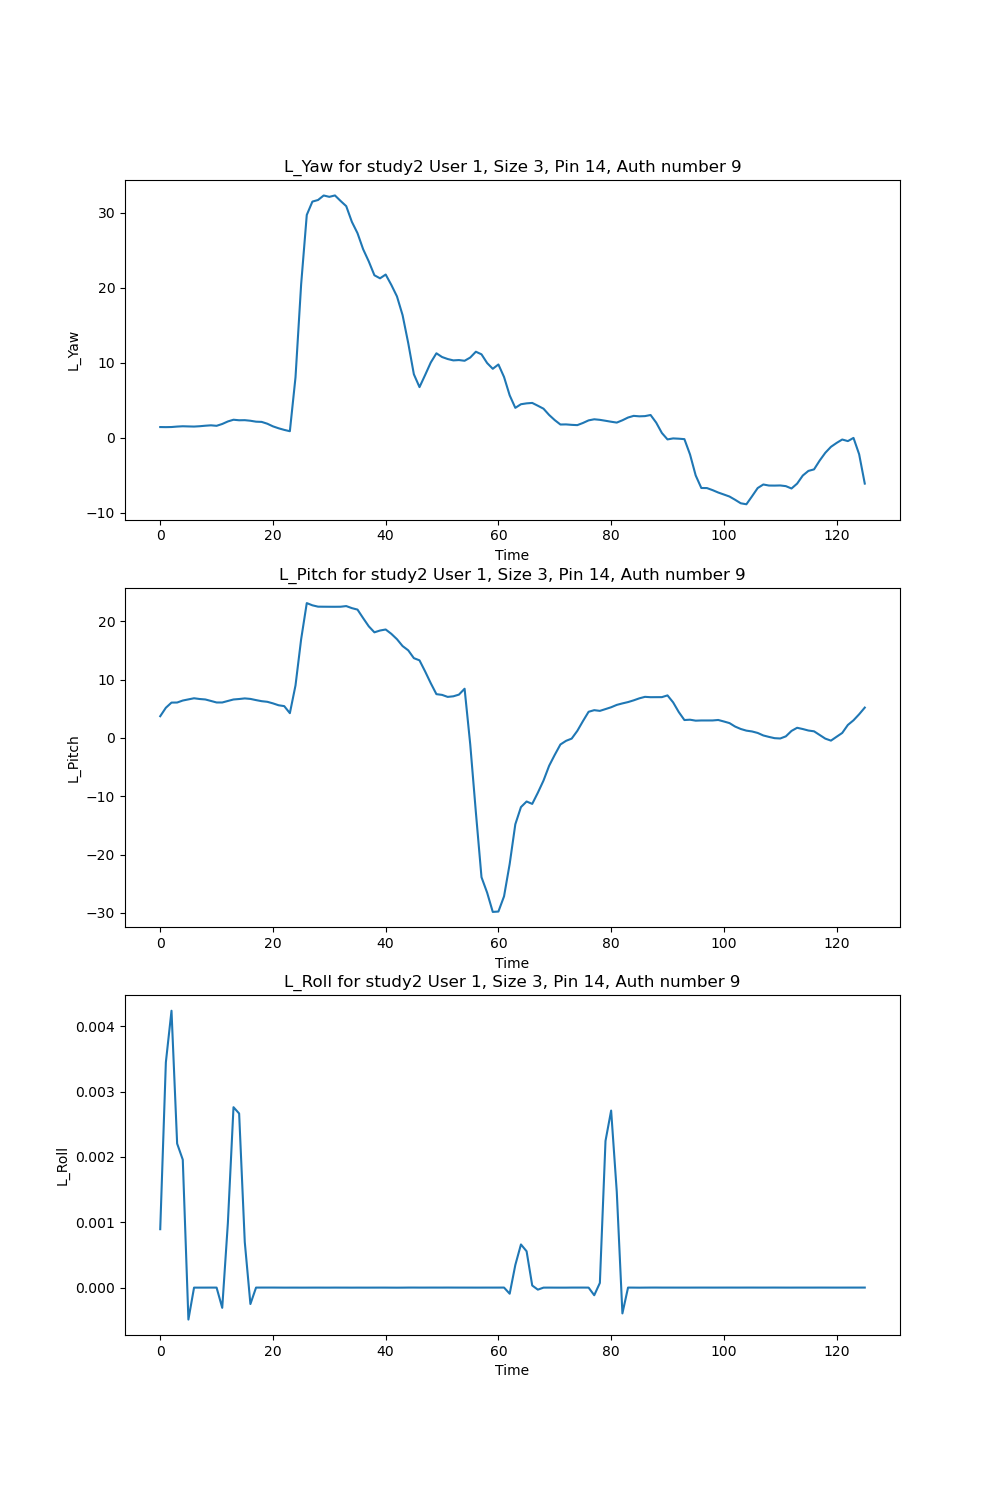 L_Yaw for study2 User 1, Size 3, Pin 14, Auth number 9
30
20
10
0
−10
L_Yaw
0 20 40 60 80 100 120
Time
L_Pitch for study2 User 1, Size 3, Pin 14, Auth number 9
20
10
0
−10
−20
−30
L_Pitch
0 20 40 60 80 100 120
Time
L_Roll for study2 User 1, Size 3, Pin 14, Auth number 9
0.004
0.003
0.002
0.001
0.000
L_Roll
0 20 40 60 80 100 120
Time